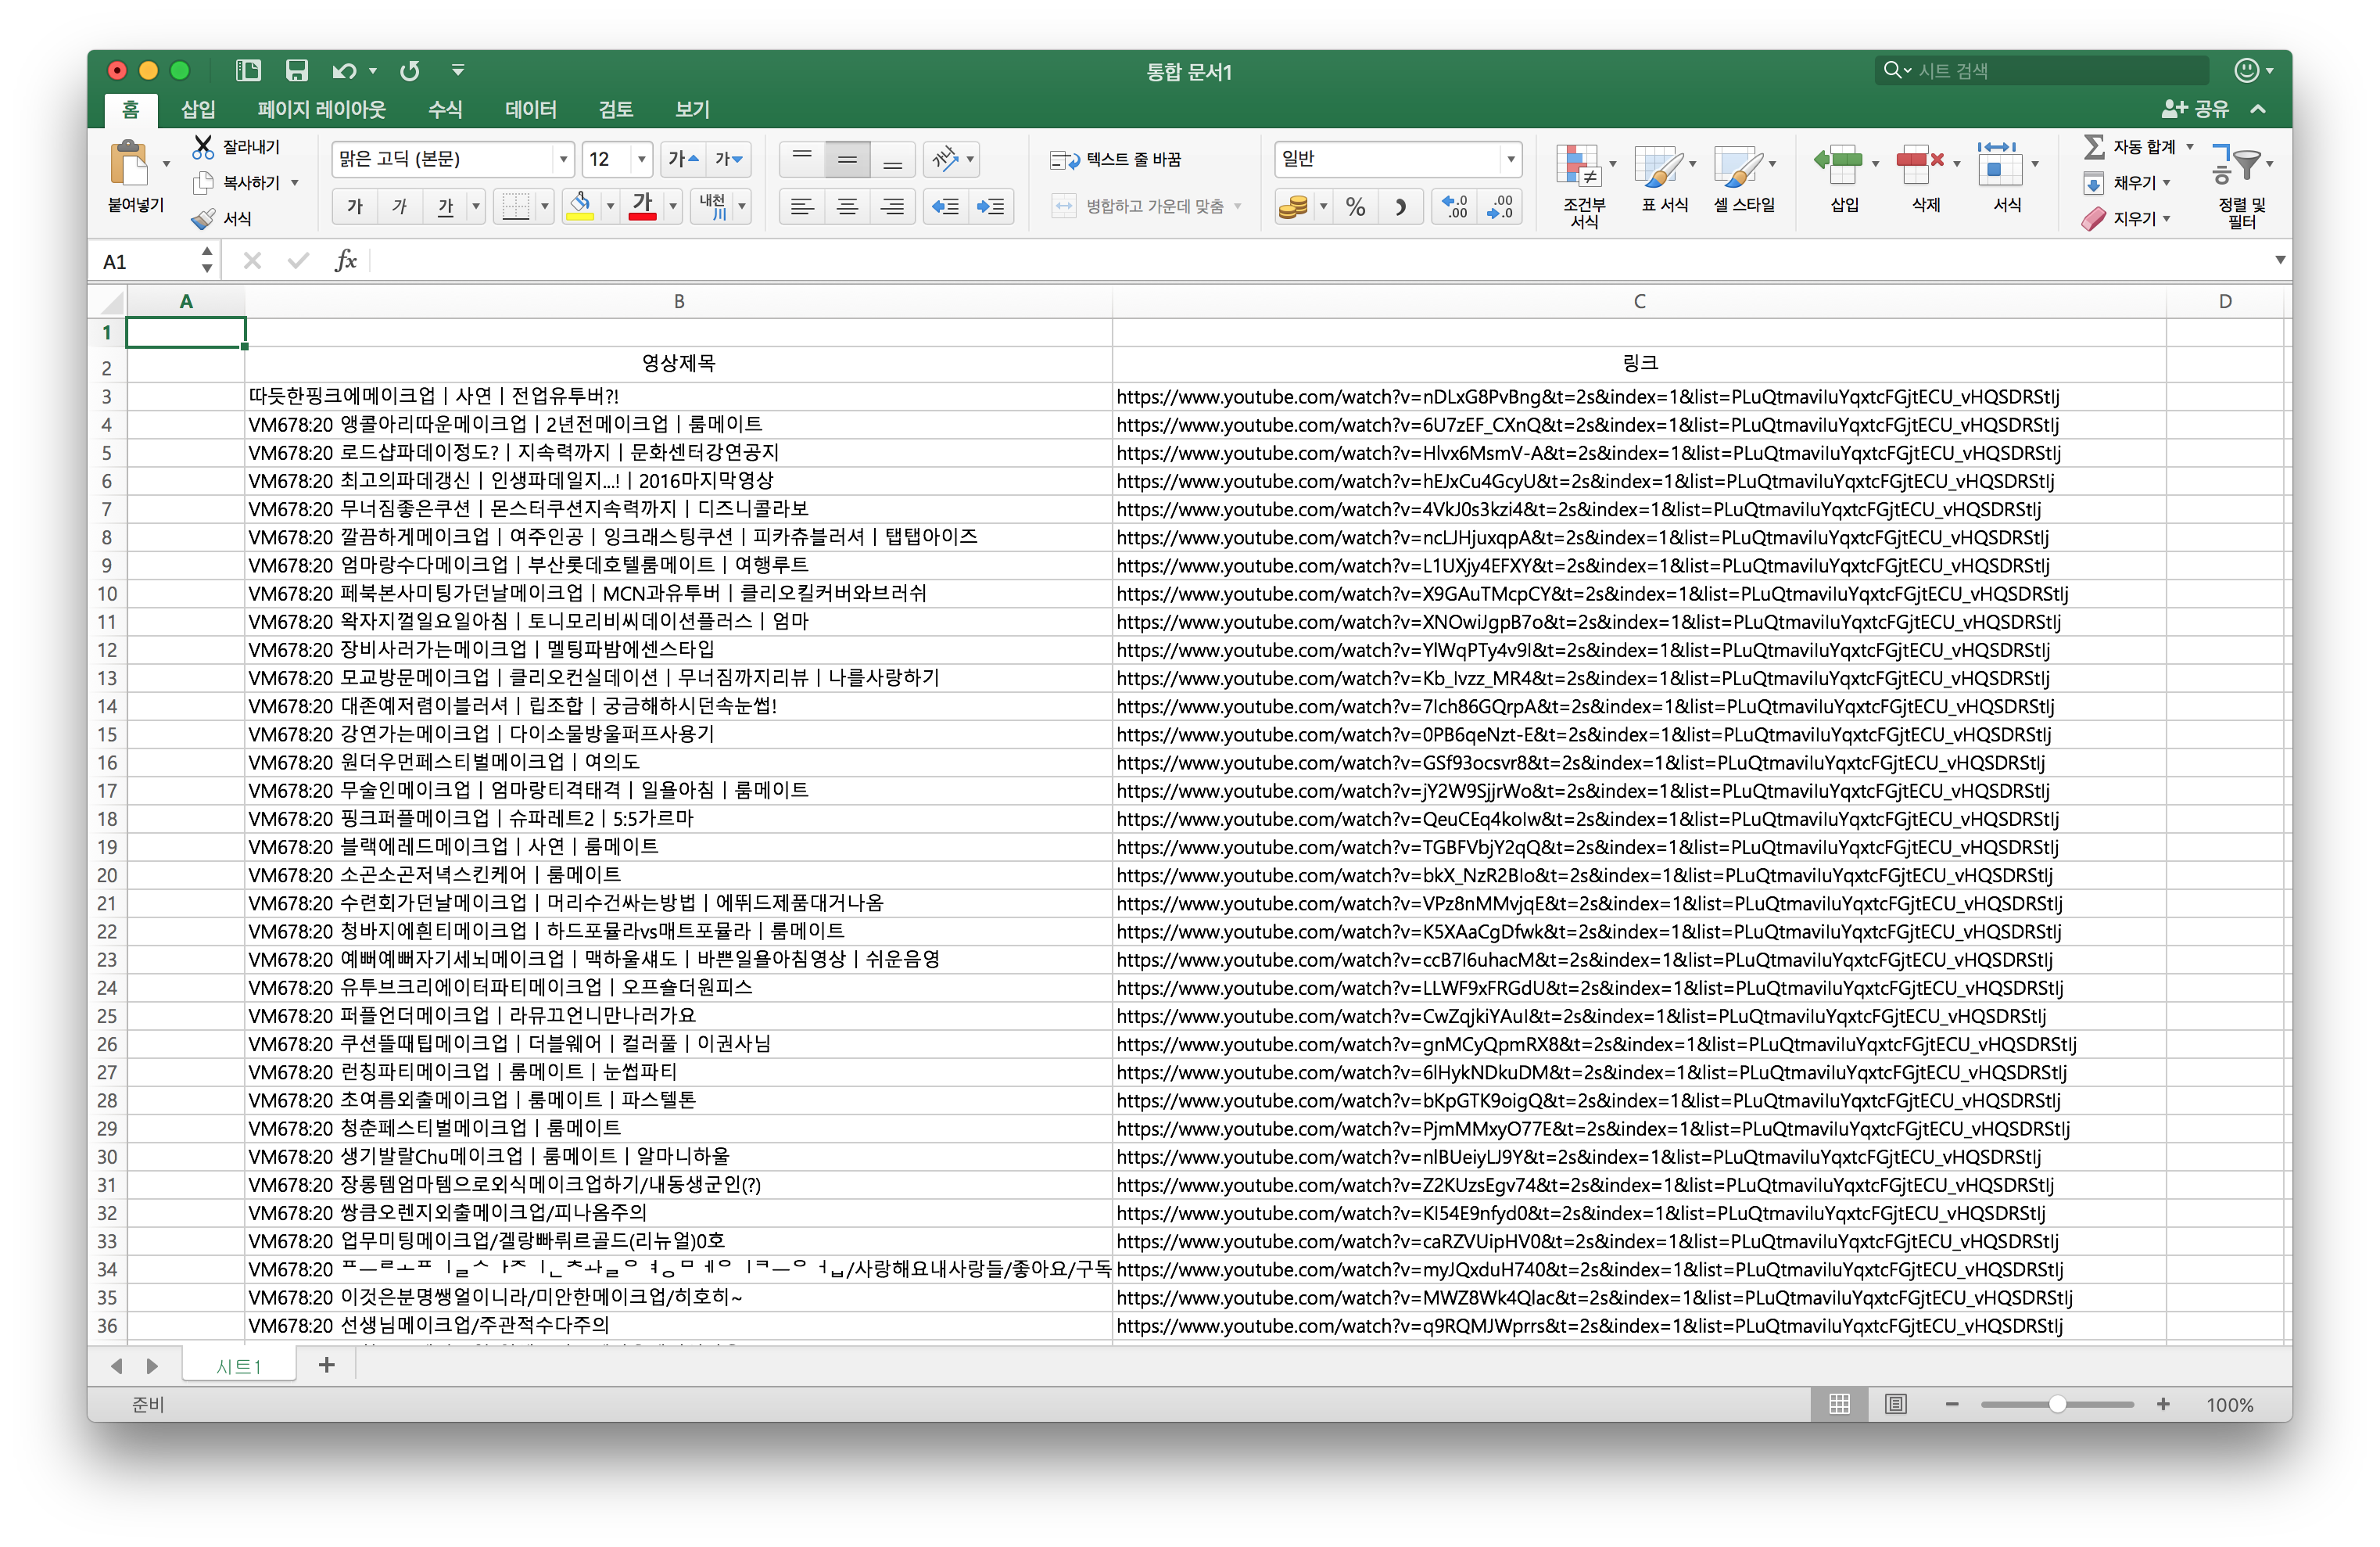 통합 문서1
시트 검색
홈 삽입 페이지 레이아웃 수식 데이터 검토 보기
공유
붙여넣기
잘라내기
복사하기
서식
맑은 고딕 (본문) 12 가 가
가 가 가 가 내천 川
텍스트 줄 바꿈
병합하고 가운데 맞춤
일반
% .0 .00 .00 .0
조건부 서식
표 서식
셀 스타일
삽입
삭제
서식
자동 합계
채우기
지우기
정렬 및 필터
A1 fx
A B C D
1
2 영상제목 링크
3 따듯한핑크에메이크업 | 사연 | 전업유투버?! https://www.youtube.com/watch?v=nDLxG8PvBng&t=2s&index=1&list=PLuQtmaviluYqxtcFGjtECU_vHQSDRStIj
4 VM678:20 앵콜아리따운메이크업 | 2년전메이크업 | 룸메이트 https://www.youtube.com/watch?v=6U7zEF_CXnQ&t=2s&index=1&list=PLuQtmaviluYqxtcFGjtECU_vHQSDRStIj
5 VM678:20 로드샵파데이정도? | 지속력까지 | 문화센터강연공지 https://www.youtube.com/watch?v=Hlvx6MsmV-A&t=2s&index=1&list=PLuQtmaviluYqxtcFGjtECU_vHQSDRStIj
6 VM678:20 최고의파데갱신 | 인생파데일지...! | 2016마지막영상 https://www.youtube.com/watch?v=hEJxCu4GcyU&t=2s&index=1&list=PLuQtmaviluYqxtcFGjtECU_vHQSDRStIj
7 VM678:20 무너짐좋은쿠션 | 몬스터쿠션지속력까지 | 디즈니콜라보 https://www.youtube.com/watch?v=4VkJ0s3kzi4&t=2s&index=1&list=PLuQtmaviluYqxtcFGjtECU_vHQSDRStIj
8 VM678:20 깔끔하게메이크업 | 여주인공 | 잉크래스팅쿠션 | 피카츄블러셔 | 탭탭아이즈 https://www.youtube.com/watch?v=ncLJHjuxqpA&t=2s&index=1&list=PLuQtmaviluYqxtcFGjtECU_vHQSDRStIj
9 VM678:20 엄마랑수다메이크업 | 부산롯데호텔룸메이트 | 여행루트 https://www.youtube.com/watch?v=L1UXjy4EFXY&t=2s&index=1&list=PLuQtmaviluYqxtcFGjtECU_vHQSDRStIj
10 VM678:20 페북본사미팅가던날메이크업 | MCN과유투버 | 클리오킬커버와브러쉬 https://www.youtube.com/watch?v=X9GAuTMcpCY&t=2s&index=1&list=PLuQtmaviluYqxtcFGjtECU_vHQSDRStIj
11 VM678:20 왁자지껄일요일아침 | 토니모리비씨데이션플러스 | 엄마 https://www.youtube.com/watch?v=XNOwiJgpB7o&t=2s&index=1&list=PLuQtmaviluYqxtcFGjtECU_vHQSDRStIj
12 VM678:20 장비사러가는메이크업 | 멜팅파밤에센스타입 https://www.youtube.com/watch?v=YlWqPTy4v9I&t=2s&index=1&list=PLuQtmaviluYqxtcFGjtECU_vHQSDRStIj
13 VM678:20 모교방문메이크업 | 클리오컨실데이션 | 무너짐까지리뷰 | 나를사랑하기 https://www.youtube.com/watch?v=Kb_lvzz_MR4&t=2s&index=1&list=PLuQtmaviluYqxtcFGjtECU_vHQSDRStIj
14 VM678:20 대존예저렴이블러셔 | 립조합 | 궁금해하시던속눈썹! https://www.youtube.com/watch?v=7Ich86GQrpA&t=2s&index=1&list=PLuQtmaviluYqxtcFGjtECU_vHQSDRStIj
15 VM678:20 강연가는메이크업 | 다이소물방울퍼프사용기 https://www.youtube.com/watch?v=0PB6qeNzt-E&t=2s&index=1&list=PLuQtmaviluYqxtcFGjtECU_vHQSDRStIj
16 VM678:20 원더우먼페스티벌메이크업 | 여의도 https://www.youtube.com/watch?v=GSf93ocsvr8&t=2s&index=1&list=PLuQtmaviluYqxtcFGjtECU_vHQSDRStIj
17 VM678:20 무술인메이크업 | 엄마랑티격태격 | 일욜아침 | 룸메이트 https://www.youtube.com/watch?v=jY2W9SjjrWo&t=2s&index=1&list=PLuQtmaviluYqxtcFGjtECU_vHQSDRStIj
18 VM678:20 핑크퍼플메이크업 | 슈파레트2 | 5:5가르마 https://www.youtube.com/watch?v=QeuCEq4koIw&t=2s&index=1&list=PLuQtmaviluYqxtcFGjtECU_vHQSDRStIj
19 VM678:20 블랙에레드메이크업 | 사연 | 룸메이트 https://www.youtube.com/watch?v=TGBFVbjY2qQ&t=2s&index=1&list=PLuQtmaviluYqxtcFGjtECU_vHQSDRStIj
20 VM678:20 소곤소곤저녁스킨케어 | 룸메이트 https://www.youtube.com/watch?v=bkX_NzR2BIo&t=2s&index=1&list=PLuQtmaviluYqxtcFGjtECU_vHQSDRStIj
21 VM678:20 수련회가던날메이크업 | 머리수건싸는방법 | 에뛰드제품대거나옴 https://www.youtube.com/watch?v=VPz8nMMvjqE&t=2s&index=1&list=PLuQtmaviluYqxtcFGjtECU_vHQSDRStIj
22 VM678:20 청바지에흰티메이크업 | 하드포뮬라vs매트포뮬라 | 룸메이트 https://www.youtube.com/watch?v=K5XAaCgDfwk&t=2s&index=1&list=PLuQtmaviluYqxtcFGjtECU_vHQSDRStIj
23 VM678:20 예뻐예뻐자기세뇌메이크업 | 맥하울섀도 | 바쁜일욜아침영상 | 쉬운음영 https://www.youtube.com/watch?v=ccB7I6uhacM&t=2s&index=1&list=PLuQtmaviluYqxtcFGjtECU_vHQSDRStIj
24 VM678:20 유투브크리에이터파티메이크업 | 오프숄더원피스 https://www.youtube.com/watch?v=LLWF9xFRGdU&t=2s&index=1&list=PLuQtmaviluYqxtcFGjtECU_vHQSDRStIj
25 VM678:20 퍼플언더메이크업 | 라뮤끄언니만나러가요 https://www.youtube.com/watch?v=CwZqjkiYAuI&t=2s&index=1&list=PLuQtmaviluYqxtcFGjtECU_vHQSDRStIj
26 VM678:20 쿠션뜰때팁메이크업 | 더블웨어 | 컬러풀 | 이권사님 https://www.youtube.com/watch?v=gnMCyQpmRX8&t=2s&index=1&list=PLuQtmaviluYqxtcFGjtECU_vHQSDRStIj
27 VM678:20 런칭파티메이크업 | 룸메이트 | 눈썹파티 https://www.youtube.com/watch?v=6lHykNDkuDM&t=2s&index=1&list=PLuQtmaviluYqxtcFGjtECU_vHQSDRStIj
28 VM678:20 초여름외출메이크업 | 룸메이트 | 파스텔톤 https://www.youtube.com/watch?v=bKpGTK9oigQ&t=2s&index=1&list=PLuQtmaviluYqxtcFGjtECU_vHQSDRStIj
29 VM678:20 청춘페스티벌메이크업 | 룸메이트 https://www.youtube.com/watch?v=PjmMMxyO77E&t=2s&index=1&list=PLuQtmaviluYqxtcFGjtECU_vHQSDRStIj
30 VM678:20 생기발랄Chu메이크업 | 룸메이트 | 알마니하울 https://www.youtube.com/watch?v=nlBUeiyLJ9Y&t=2s&index=1&list=PLuQtmaviluYqxtcFGjtECU_vHQSDRStIj
31 VM678:20 장롱템엄마템으로외식메이크업하기/내동생군인(?) https://www.youtube.com/watch?v=Z2KUzsEgv74&t=2s&index=1&list=PLuQtmaviluYqxtcFGjtECU_vHQSDRStIj
32 VM678:20 쌍큼오렌지외출메이크업/피나옴주의 https://www.youtube.com/watch?v=KI54E9nfyd0&t=2s&index=1&list=PLuQtmaviluYqxtcFGjtECU_vHQSDRStIj
33 VM678:20 업무미팅메이크업/겔랑빠뤼르골드(리뉴얼)0호 https://www.youtube.com/watch?v=caRZVUipHV0&t=2s&index=1&list=PLuQtmaviluYqxtcFGjtECU_vHQSDRStIj
34 VM678:20 프로필사진촬영메이크업/사랑해요내사랑들/좋아요/구독 https://www.youtube.com/watch?v=myJQxduH740&t=2s&index=1&list=PLuQtmaviluYqxtcFGjtECU_vHQSDRStIj
35 VM678:20 이것은분명쌩얼이니라/미안한메이크업/히호히~ https://www.youtube.com/watch?v=MWZ8Wk4Qlac&t=2s&index=1&list=PLuQtmaviluYqxtcFGjtECU_vHQSDRStIj
36 VM678:20 선생님메이크업/주관적수다주의 https://www.youtube.com/watch?v=q9RQMJWprrs&t=2s&index=1&list=PLuQtmaviluYqxtcFGjtECU_vHQSDRStIj
시트1
준비
100%